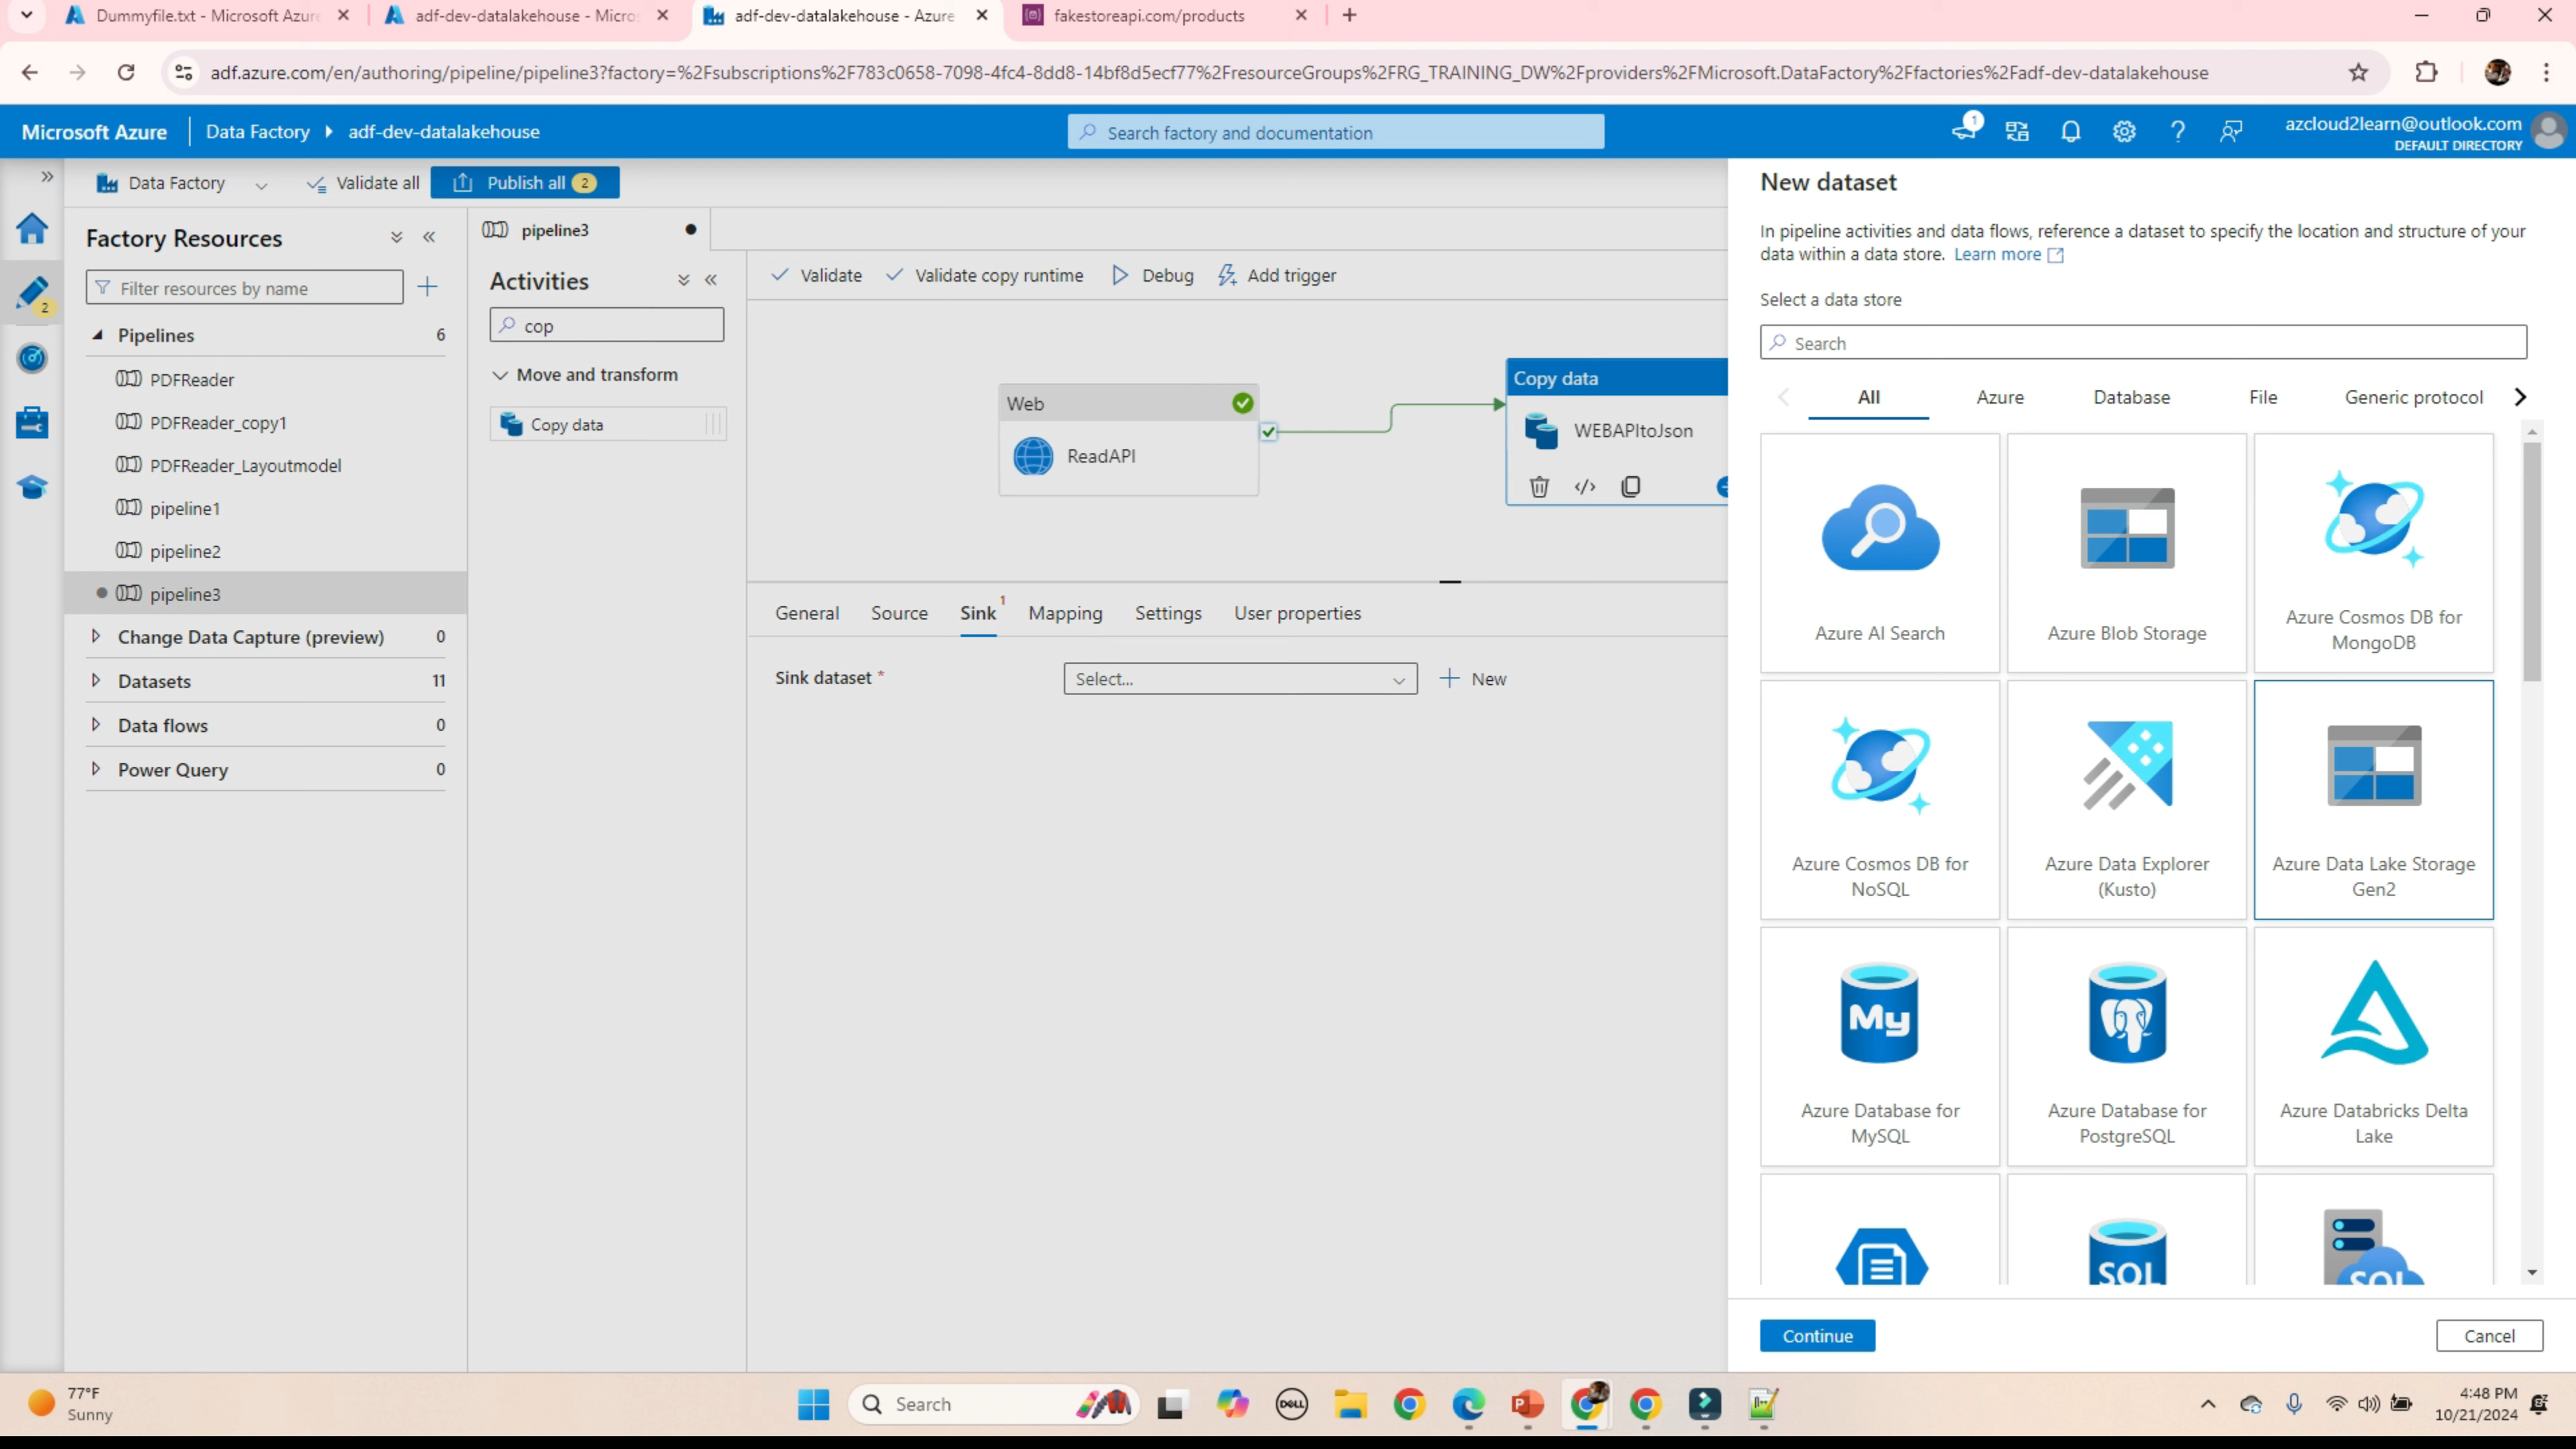 Dummyfile.txt - Microsoft Azure
adf-dev-datalakehouse - Micros
adf-dev-datalakehouse - Azure
fakestoreapi.com/products
adf.azure.com/en/authoring/pipeline/pipeline3?factory=%2Fsubscriptions%2F783c0658-7098-4fc4-8dd8-14bf8d5ecf77%2FresourceGroups%2FRG_TRAINING_DW%2Fproviders%2FMicrosoft.DataFactory%2Ffactories%2Fadf-dev-datalakehouse
Microsoft Azure
Data Factory
adf-dev-datalakehouse
Search factory and documentation
1
azcloud2learn@outlook.com
DEFAULT DIRECTORY
Data Factory
Validate all
Publish all 2
2
Factory Resources
Filter resources by name
Pipelines 6
PDFReader
PDFReader_copy1
PDFReader_Layoutmodel
pipeline1
pipeline2
pipeline3
Change Data Capture (preview) 0
Datasets 11
Data flows 0
Power Query 0
pipeline3
Activities
cop
Move and transform
Copy data
Validate
Validate copy runtime
Debug
Add trigger
Web
ReadAPI
Copy data
WEBAPItoJson
General
Source
Sink 1
Mapping
Settings
User properties
Sink dataset *
Select...
New
New dataset
In pipeline activities and data flows, reference a dataset to specify the location and structure of your
data within a data store. Learn more
Select a data store
Search
All
Azure
Database
File
Generic protocol
Azure AI Search
Azure Blob Storage
Azure Cosmos DB for
MongoDB
Azure Cosmos DB for
NoSQL
Azure Data Explorer
(Kusto)
Azure Data Lake Storage
Gen2
My
Azure Database for
MySQL
Azure Database for
PostgreSQL
Azure Databricks Delta
Lake
SQL
SQL
Continue
Cancel
77°F
Sunny
Search
DELL
4:48 PM
10/21/2024